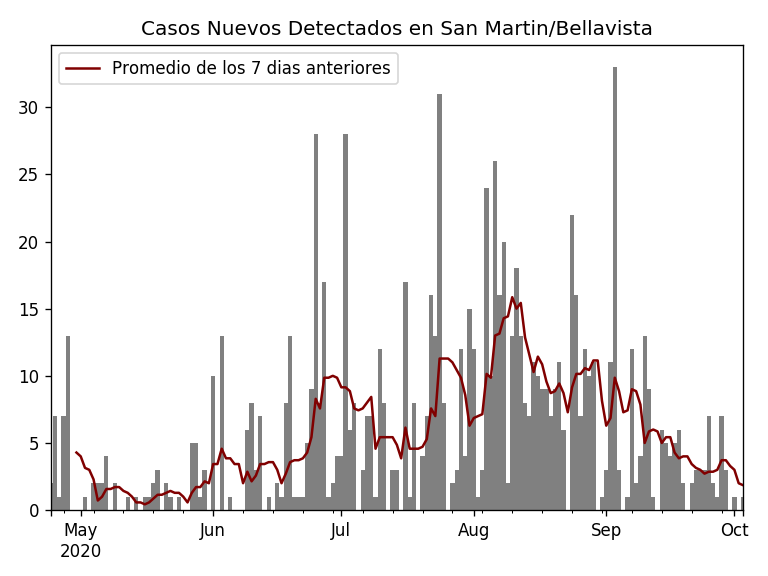 Casos Nuevos Detectados en San Martin/Bellavista
Promedio de los 7 dias anteriores
30
25
20
15
10
5
0
May Jun Jul Aug Sep Oct
2020